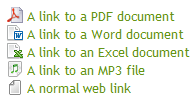 A link to a PDF document
A link to a Word document
A link to an Excel document
A link to an MP3 file
A normal web link